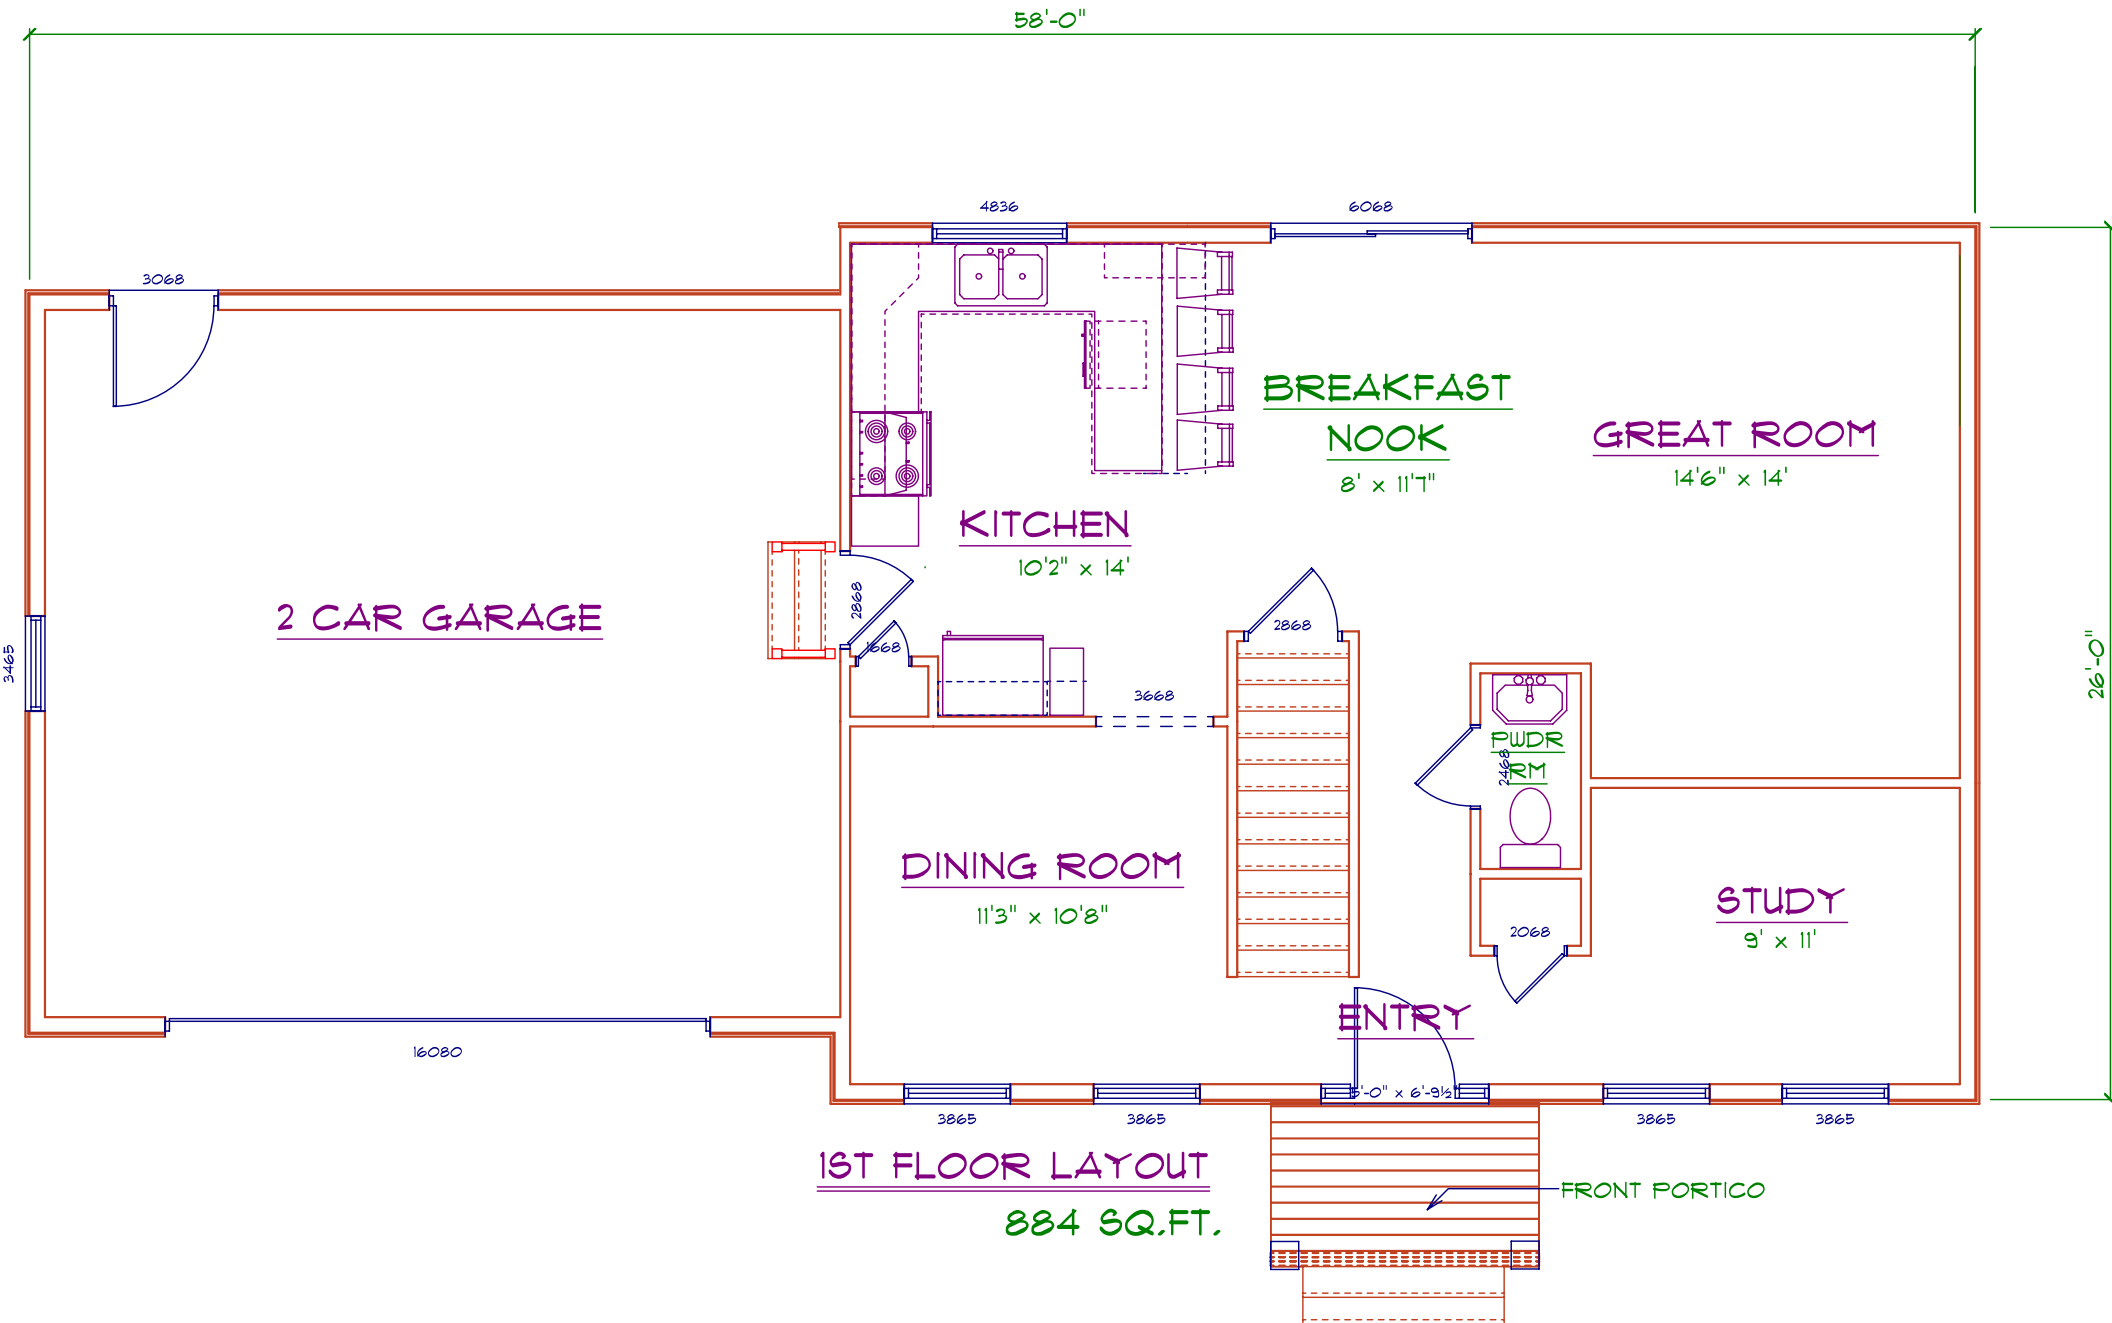 58'-0"
4836
6068
3068
BREAKFAST
NOOK
8' x 11'7"
GREAT ROOM
14'6" x 14'
KITCHEN
10'2" x 14'
2 CAR GARAGE
2868
1668
2868
3465
26'-0"
3668
PWDR
RM
2468
DINING ROOM
11'3" x 10'8"
STUDY
9' x 11'
2068
ENTRY
16080
5'-0" x 6'-9½"
3865
3865
3865
3865
1ST FLOOR LAYOUT
884 SQ.FT.
FRONT PORTICO